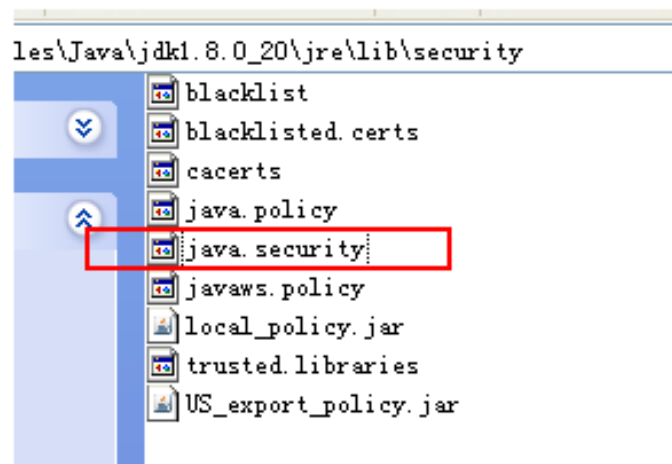 les\Java\jdk1.8.0_20\jre\lib\security
blacklist
blacklisted.certs
cacerts
java.policy
java.security
javaws.policy
local_policy.jar
trusted.libraries
US_export_policy.jar